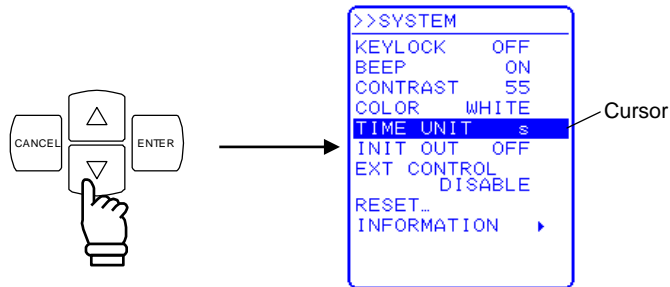 CANCEL
ENTER
>>SYSTEM
KEYLOCK OFF
BEEP ON
CONTRAST 55
COLOR WHITE
TIME UNIT s
INIT OUT OFF
EXT CONTROL
DISABLE
RESET…
INFORMATION
Cursor